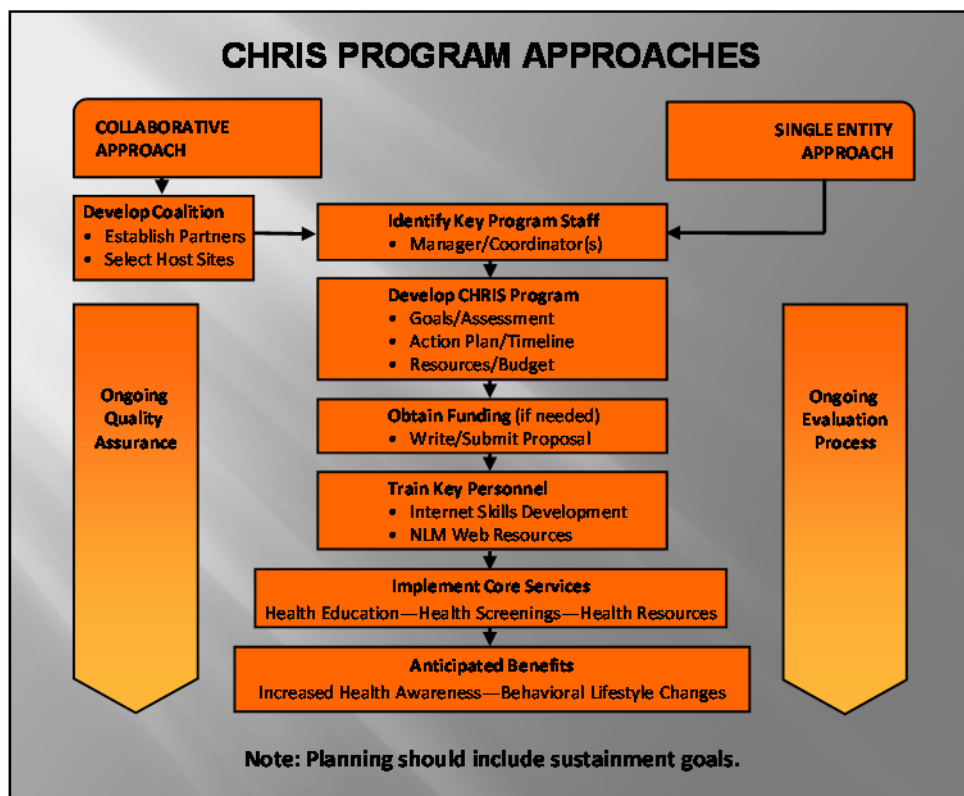 CHRIS PROGRAM APPROACHES
COLLABORATIVE
APPROACH
SINGLE ENTITY
APPROACH
Develop Coalition
• Establish Partners
• Select Host Sites
Identify Key Program Staff
• Manager/Coordinator(s)
Develop CHRIS Program
• Goals/Assessment
• Action Plan/Timeline
• Resources/Budget
Ongoing
Quality
Assurance
Ongoing
Evaluation
Process
Obtain Funding (if needed)
• Write/Submit Proposal
Train Key Personnel
• Internet Skills Development
• NLM Web Resources
Implement Core Services
Health Education—Health Screenings—Health Resources
Anticipated Benefits
Increased Health Awareness—Behavioral Lifestyle Changes
Note: Planning should include sustainment goals.